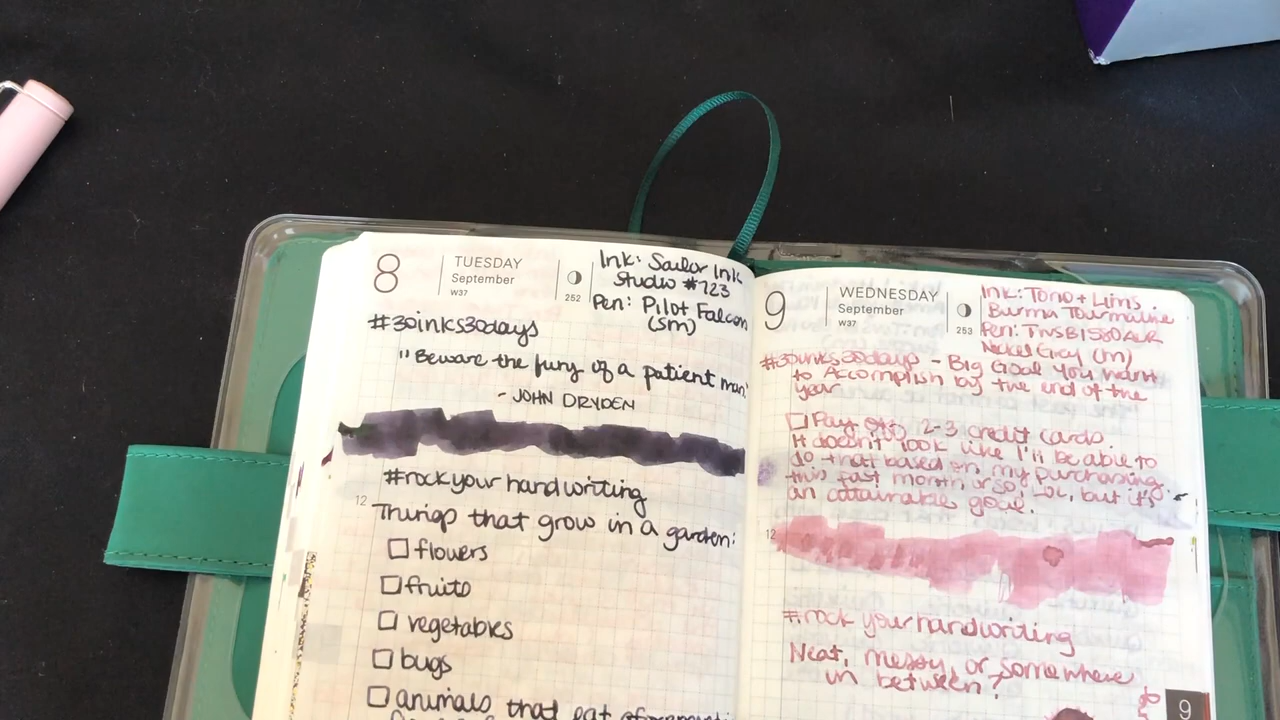 8
TUESDAY
September
W37
252
Ink: Sailor Ink
Studio #123
Pen: Pilot Falcon
(SM)
#30inks30days
"Beware the fury of a patient man."
- JOHN DRYDEN
#rockyourhandwriting
12
Things that grow in a garden:
flowers
fruits
vegetables
bugs
animals that eat
9
WEDNESDAY
September
W37
253
Ink: Tono + Lims
Burma Tourmaline
Pen: TWSBI 580 ALR
Nickel Gray (M)
#30inks30days - Big Goal You Want
to Accomplish by the end of the
year
Pay off 2-3 credit cards.
It doesn't look like I'll be able to
do that based on my purchasing
this past month or so! LOL, but it's
an attainable goal.
12
#rockyourhandwriting
Neat, messy, or somewhere
in between?
9